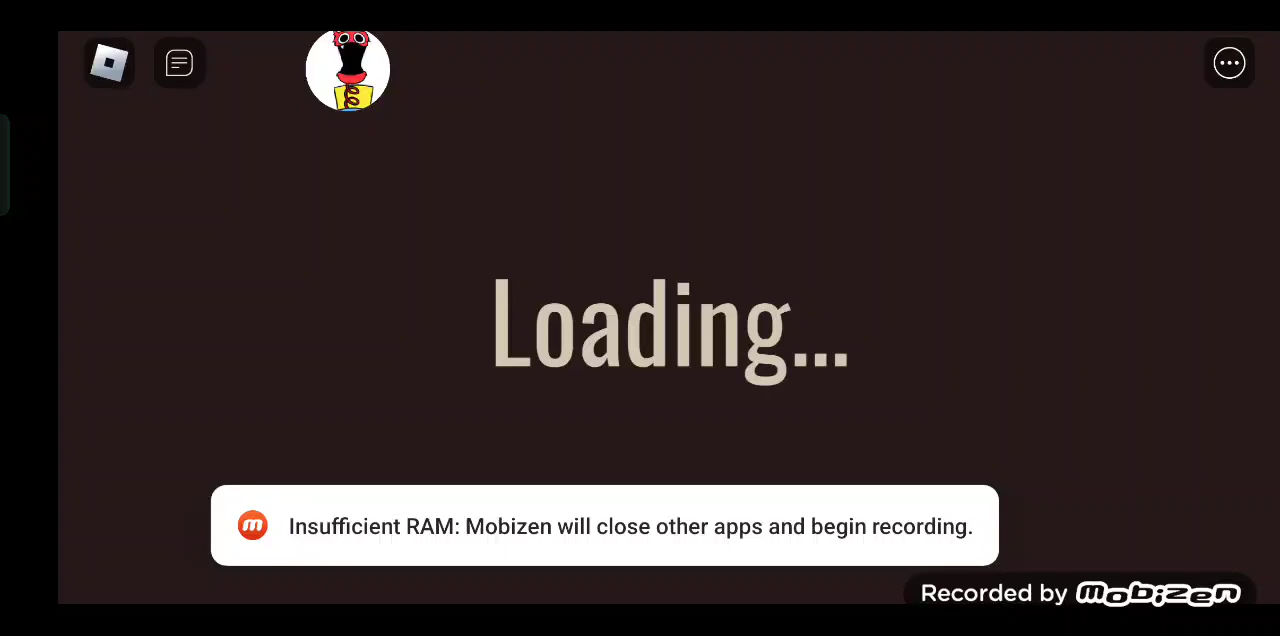 Loading...
Insufficient RAM: Mobizen will close other apps and begin recording.
Recorded by mobizen